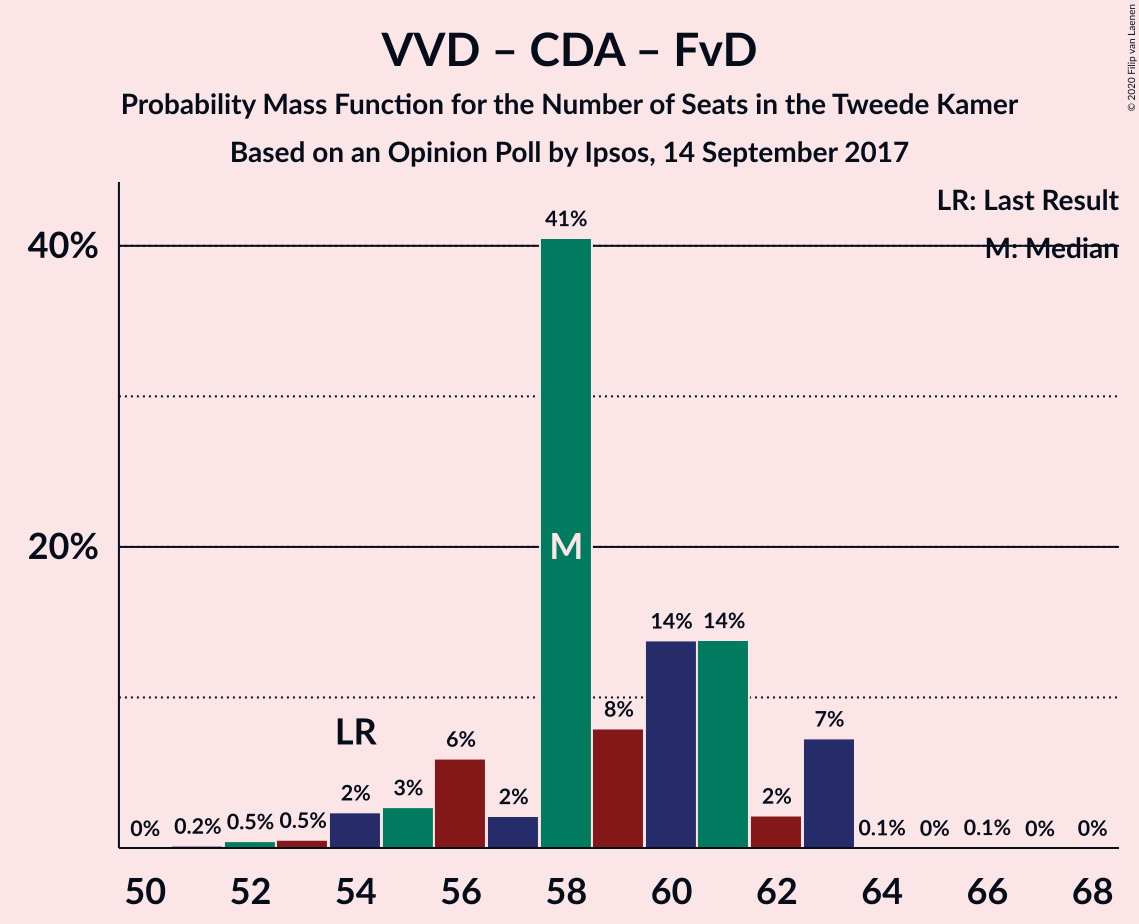 VVD – CDA – FvD
Probability Mass Function for the Number of Seats in the Tweede Kamer
Based on an Opinion Poll by Ipsos, 14 September 2017
© 2020 Filip van Laenen
LR: Last Result
M: Median
40%
20%
0%
0.2%
0.5%
0.5%
2%
3%
6%
2%
41%
8%
14%
14%
2%
7%
0.1%
0%
0.1%
0%
0%
LR
M
50 52 54 56 58 60 62 64 66 68